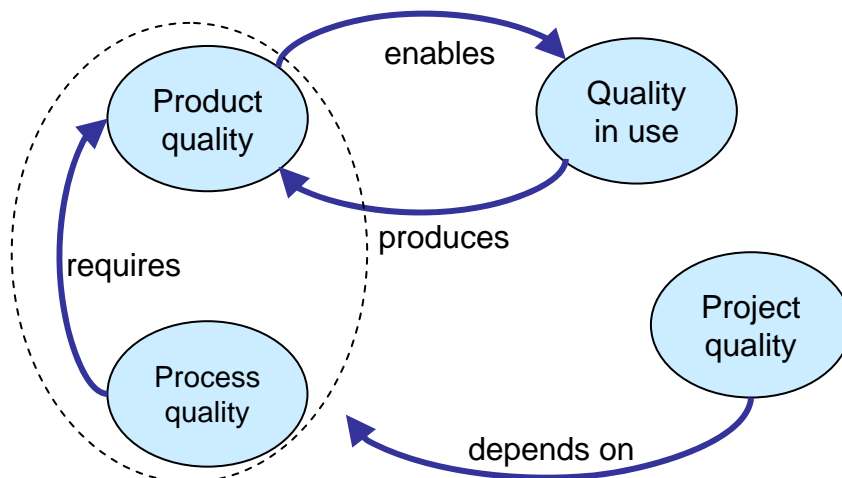 Product
quality
enables
Quality
in use
produces
requires
Project
quality
Process
quality
depends on